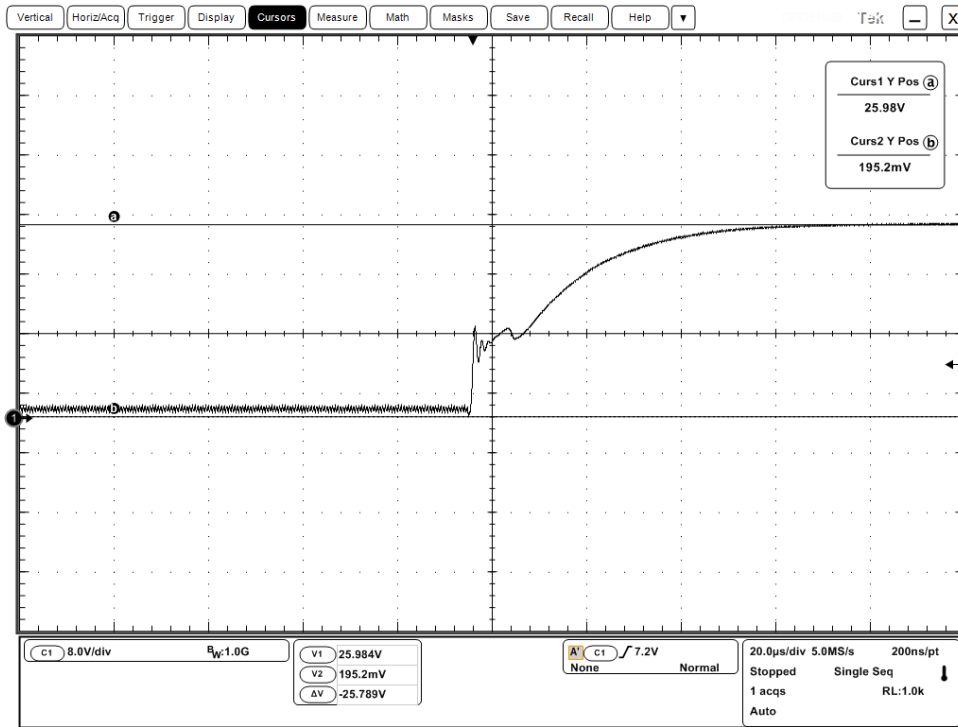 Vertical Horiz/Acq Trigger Display Cursors Measure Math Masks Save Recall Help ▼ Tek X
Curs1 Y Pos a
25.98V
Curs2 Y Pos b
195.2mV
a
b
1
C1 8.0V/div BW:1.0G
V1 25.984V
V2 195.2mV
ΔV -25.789V
A' C1 7.2V
None Normal
20.0µs/div 5.0MS/s 200ns/pt
Stopped Single Seq
1 acqs RL:1.0k
Auto